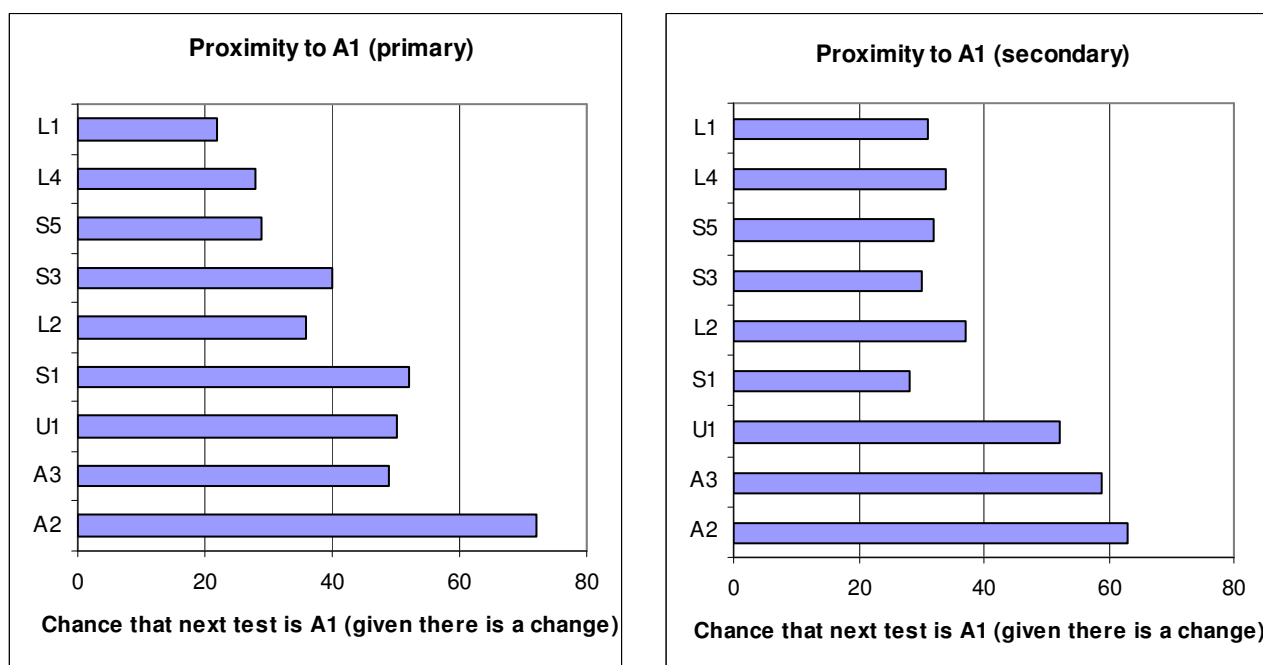 Proximity to A1 (primary)
L1
L4
S5
S3
L2
S1
U1
A3
A2
0 20 40 60 80
Chance that next test is A1 (given there is a change)
Proximity to A1 (secondary)
L1
L4
S5
S3
L2
S1
U1
A3
A2
0 20 40 60 80
Chance that next test is A1 (given there is a change)